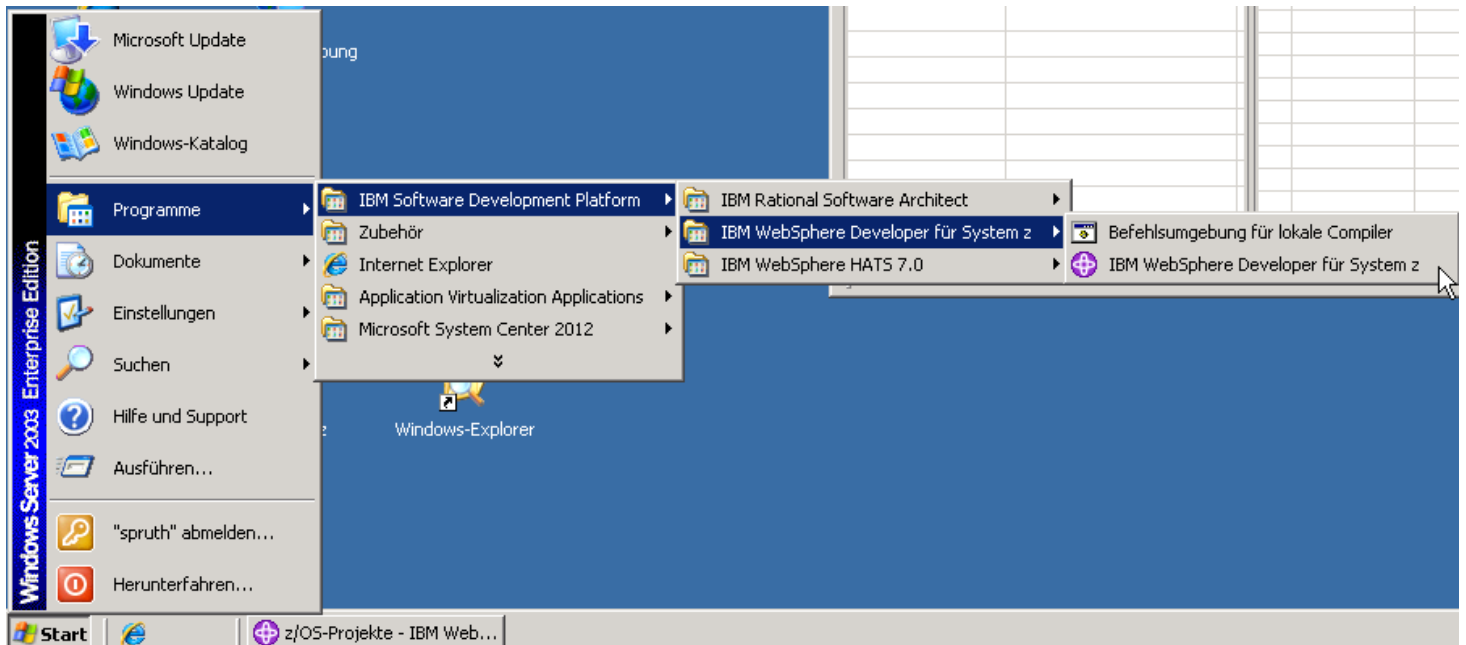 Microsoft Update
Windows Update
Windows-Katalog
Programme
Dokumente
Einstellungen
Suchen
Hilfe und Support
Ausführen...
"spruth" abmelden...
Herunterfahren...
Windows Server 2003 Enterprise Edition
IBM Software Development Platform
Zubehör
Internet Explorer
Application Virtualization Applications
Microsoft System Center 2012
IBM Rational Software Architect
IBM WebSphere Developer für System z
IBM WebSphere HATS 7.0
Befehlsumgebung für lokale Compiler
IBM WebSphere Developer für System z
Windows-Explorer
Start
z/OS-Projekte - IBM Web...